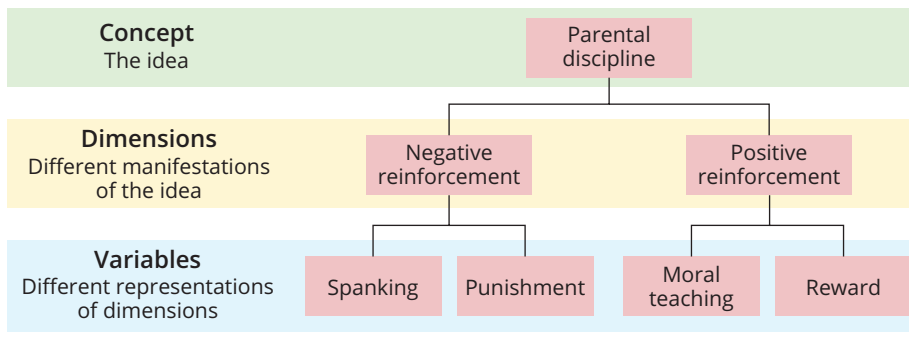 Concept
The idea
Parental
discipline
Dimensions
Different manifestations
of the idea
Negative
reinforcement
Positive
reinforcement
Variables
Different representations
of dimensions
Spanking
Punishment
Moral
teaching
Reward